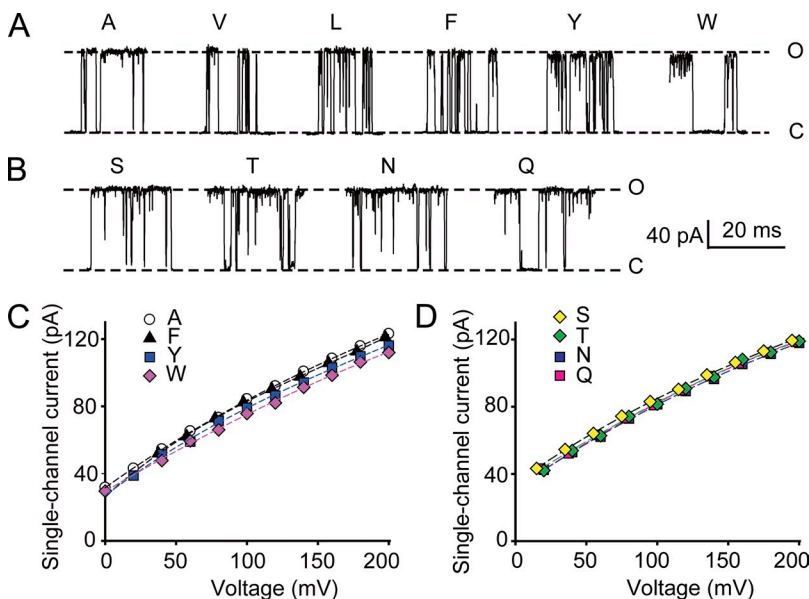 A
A V L F Y W
O
C
B
S T N Q
O
C
40 pA
20 ms
C
Single-channel current (pA)
120
80
40
0
A
F
Y
W
0 50 100 150 200
Voltage (mV)
D
Single-channel current (pA)
120
80
40
0
S
T
N
Q
0 50 100 150 200
Voltage (mV)